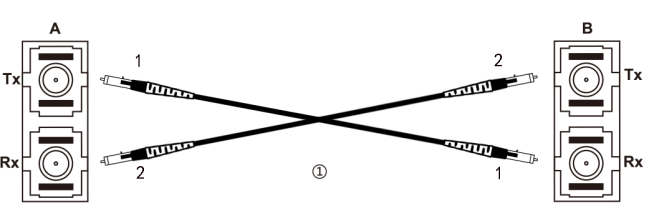 A B
1 2
Tx Tx
Rx Rx
2 ① 1